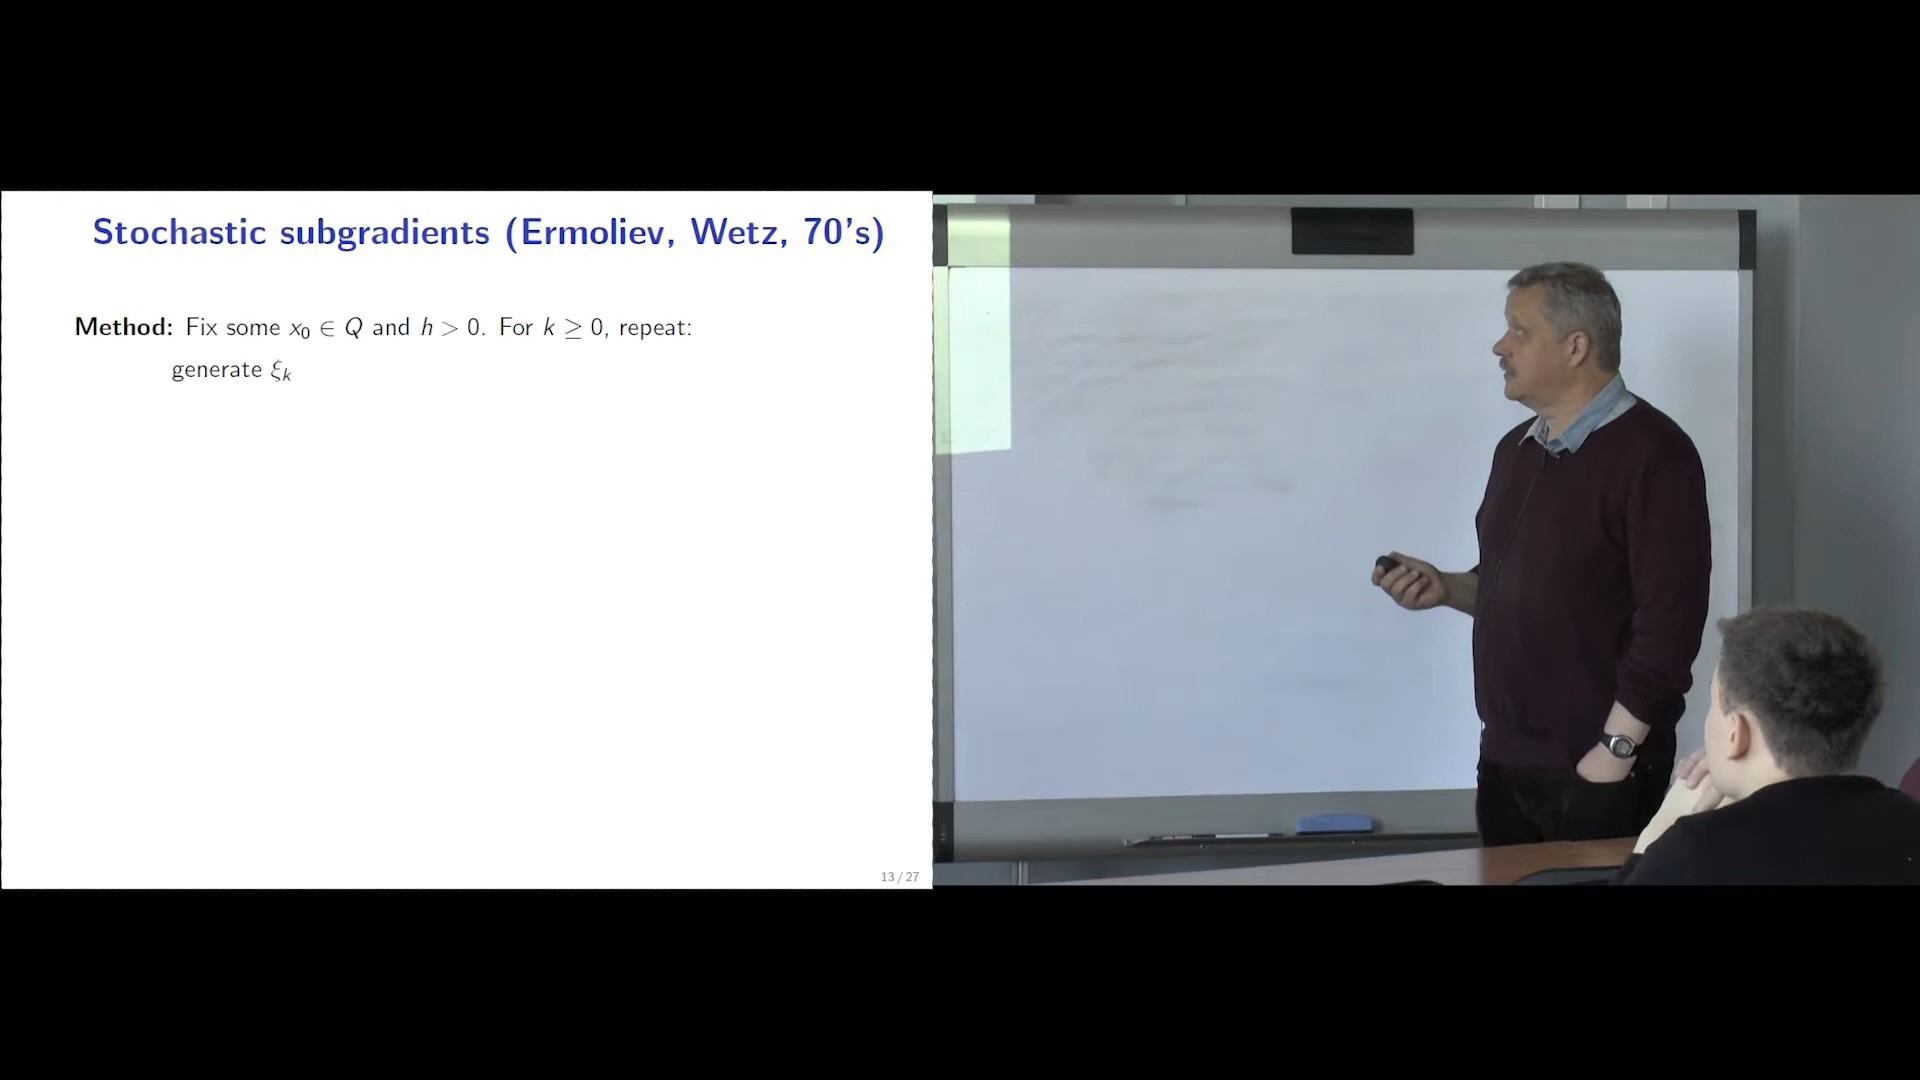 Stochastic subgradients (Ermoliev, Wetz, 70's)
Method: Fix some x₀ ∈ Q and h > 0. For k ≥ 0, repeat:
generate ξₖ
13 / 27